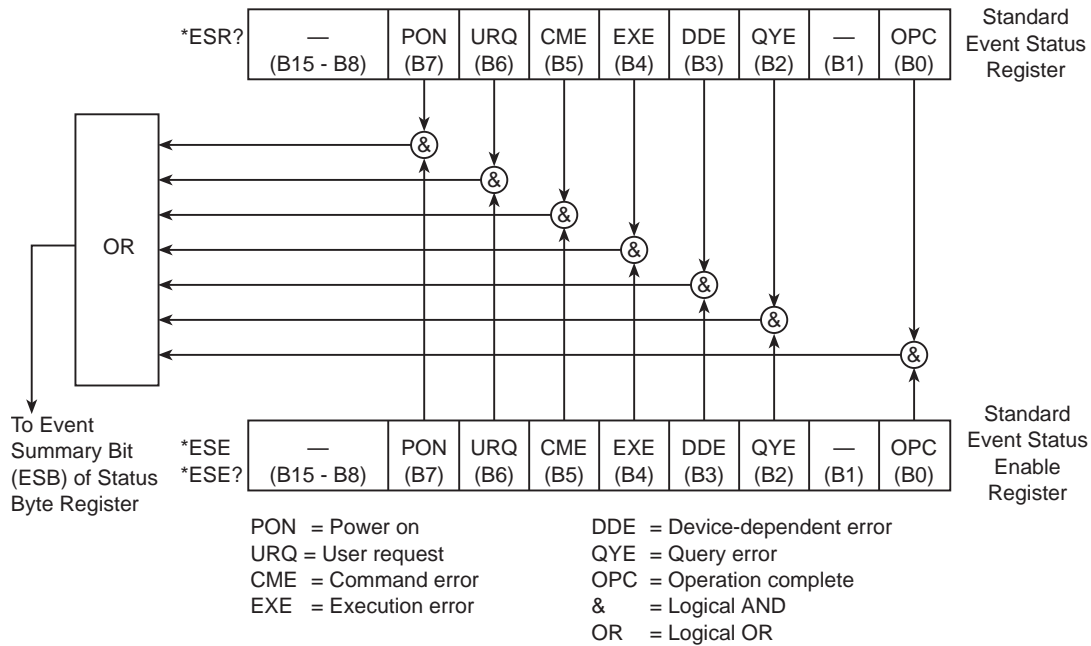 *ESR?
—
(B15 - B8)
PON
(B7)
URQ
(B6)
CME
(B5)
EXE
(B4)
DDE
(B3)
QYE
(B2)
—
(B1)
OPC
(B0)
Standard
Event Status
Register
&
&
&
&
&
&
&
OR
To Event
Summary Bit
(ESB) of Status
Byte Register
*ESE
*ESE?
—
(B15 - B8)
PON
(B7)
URQ
(B6)
CME
(B5)
EXE
(B4)
DDE
(B3)
QYE
(B2)
—
(B1)
OPC
(B0)
Standard
Event Status
Enable
Register
PON = Power on
URQ = User request
CME = Command error
EXE = Execution error
DDE = Device-dependent error
QYE = Query error
OPC = Operation complete
& = Logical AND
OR = Logical OR